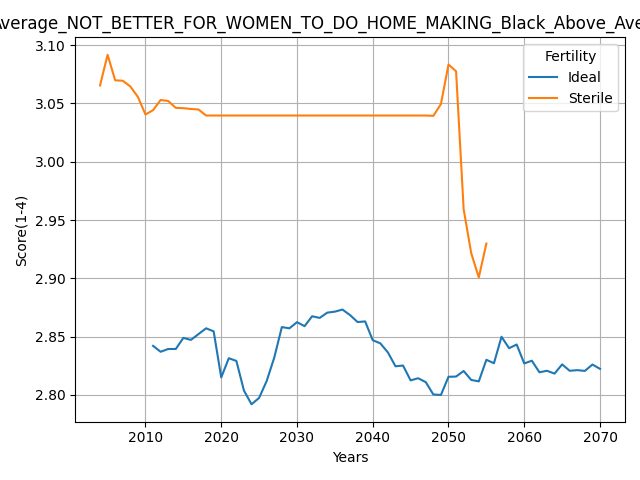 Average_NOT_BETTER_FOR_WOMEN_TO_DO_HOME_MAKING_Black_Above_Ave
3.10
3.05
3.00
2.95
2.90
2.85
2.80
Score(1-4)
Fertility
Ideal
Sterile
2010 2020 2030 2040 2050 2060 2070
Years